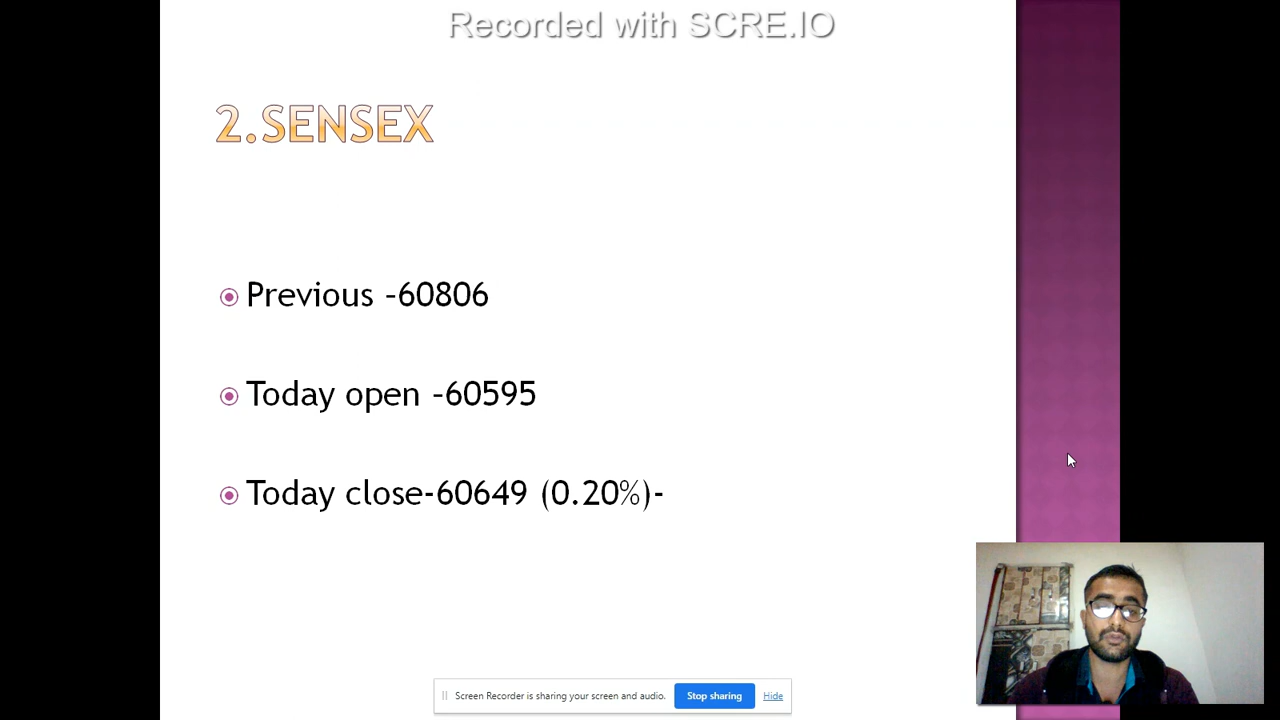 Recorded with SCRE.IO
2.SENSEX
Previous -60806
Today open -60595
Today close-60649 (0.20%)-
Screen Recorder is sharing your screen and audio. Stop sharing Hide